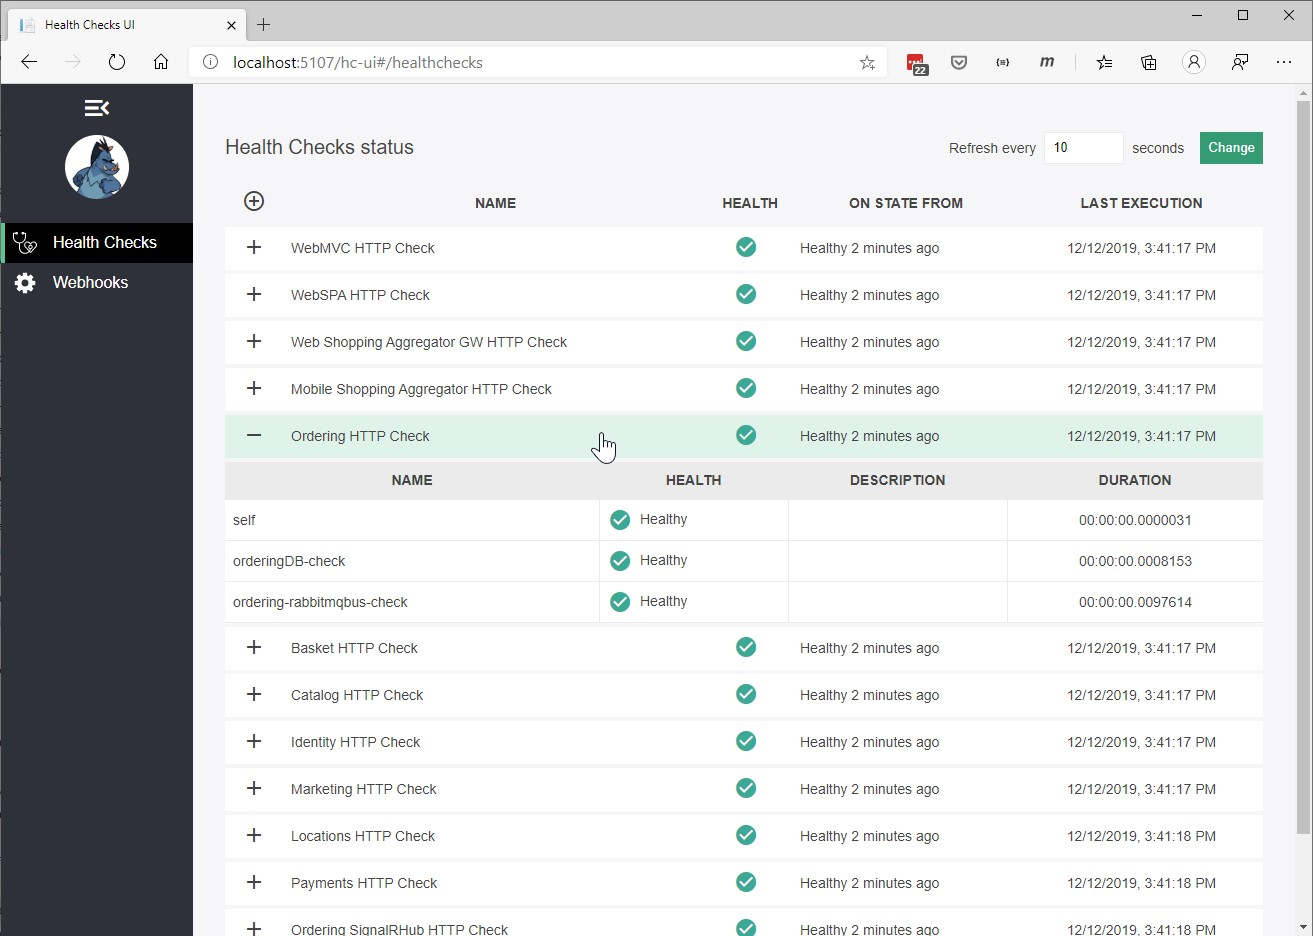 Health Checks UI
localhost:5107/hc-ui#/healthchecks
22
m
Health Checks status
Refresh every 10 seconds Change
Health Checks
Webhooks
NAME HEALTH ON STATE FROM LAST EXECUTION
WebMVC HTTP Check Healthy 2 minutes ago 12/12/2019, 3:41:17 PM
WebSPA HTTP Check Healthy 2 minutes ago 12/12/2019, 3:41:17 PM
Web Shopping Aggregator GW HTTP Check Healthy 2 minutes ago 12/12/2019, 3:41:17 PM
Mobile Shopping Aggregator HTTP Check Healthy 2 minutes ago 12/12/2019, 3:41:17 PM
Ordering HTTP Check Healthy 2 minutes ago 12/12/2019, 3:41:17 PM
NAME HEALTH DESCRIPTION DURATION
self Healthy 00:00:00.0000031
orderingDB-check Healthy 00:00:00.0008153
ordering-rabbitmqbus-check Healthy 00:00:00.0097614
Basket HTTP Check Healthy 2 minutes ago 12/12/2019, 3:41:17 PM
Catalog HTTP Check Healthy 2 minutes ago 12/12/2019, 3:41:17 PM
Identity HTTP Check Healthy 2 minutes ago 12/12/2019, 3:41:17 PM
Marketing HTTP Check Healthy 2 minutes ago 12/12/2019, 3:41:17 PM
Locations HTTP Check Healthy 2 minutes ago 12/12/2019, 3:41:18 PM
Payments HTTP Check Healthy 2 minutes ago 12/12/2019, 3:41:18 PM
Ordering SignalRHub HTTP Check Healthy 2 minutes ago 12/12/2019, 3:41:18 PM